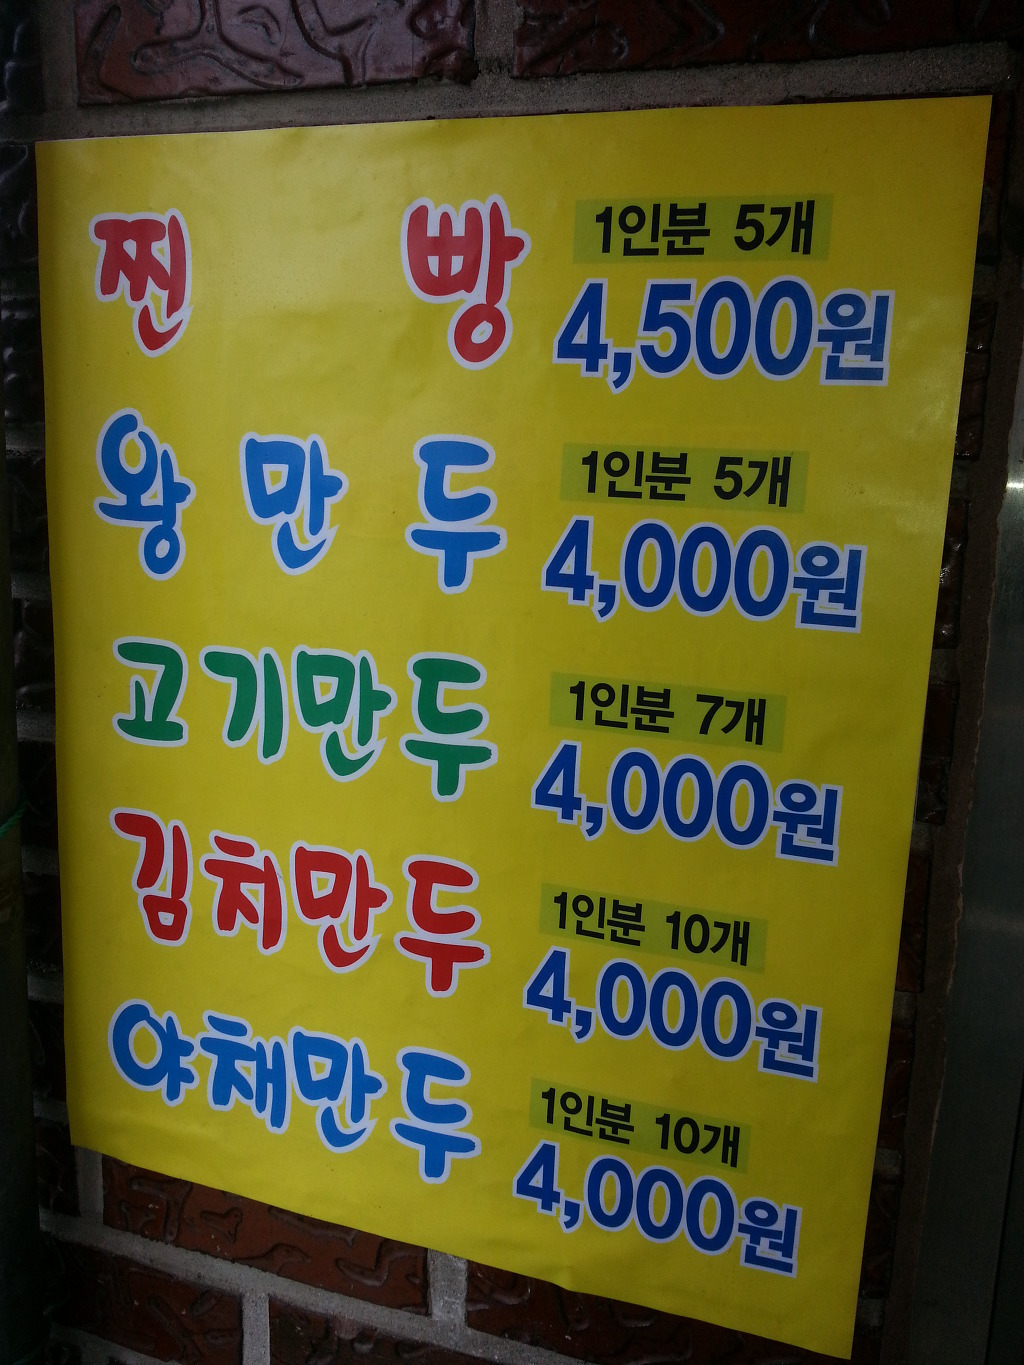 찐빵 1인분 5개
4,500원
왕만두 1인분 5개
4,000원
고기만두 1인분 7개
4,000원
김치만두 1인분 10개
4,000원
야채만두 1인분 10개
4,000원